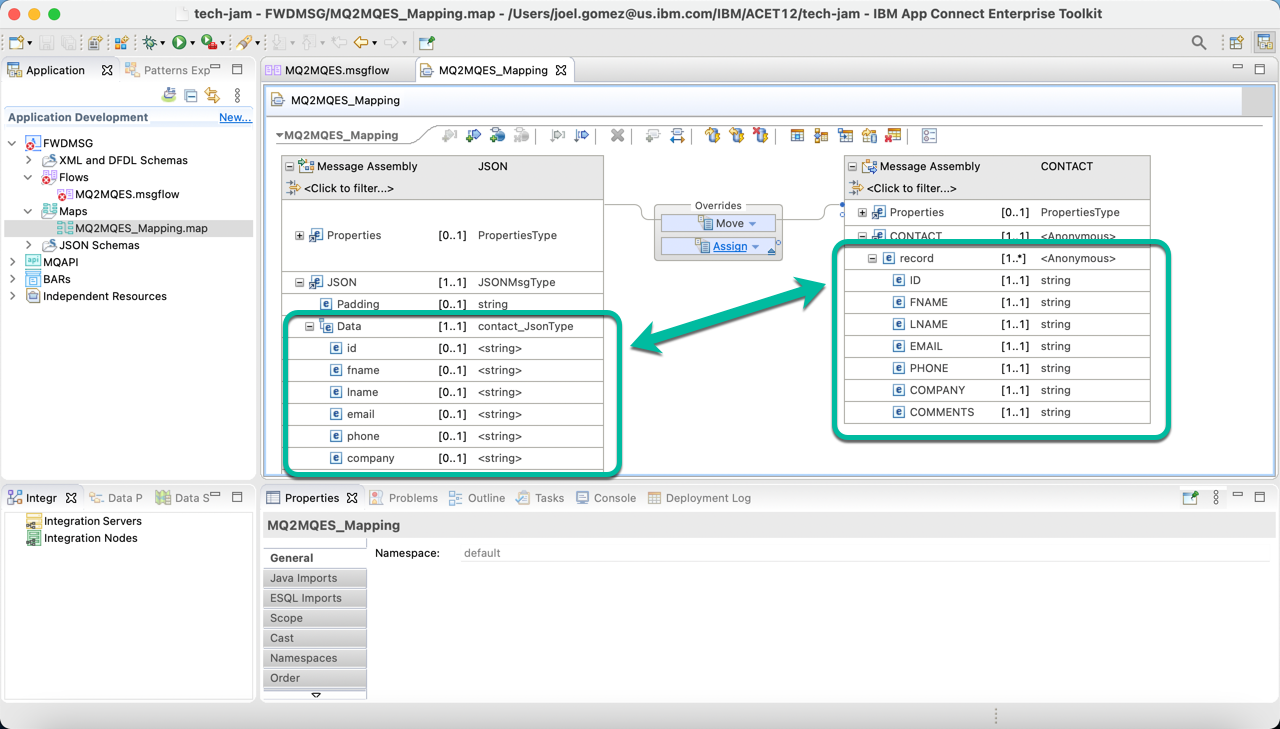 tech-jam - FWDMSG/MQ2MQES_Mapping.map - /Users/joel.gomez@us.ibm.com/IBM/ACET12/tech-jam - IBM App Connect Enterprise Toolkit
Application
Patterns Exp
Application Development
New...
FWDMSG
XML and DFDL Schemas
Flows
MQ2MQES.msgflow
Maps
MQ2MQES_Mapping.map
JSON Schemas
MQAPI
BARs
Independent Resources
MQ2MQES.msgflow
MQ2MQES_Mapping
MQ2MQES_Mapping
MQ2MQES_Mapping
Message Assembly JSON
<Click to filter...>
Properties [0..1] PropertiesType
JSON [1..1] JSONMsgType
Padding [0..1] string
Data [1..1] contact_JsonType
id [0..1] <string>
fname [0..1] <string>
lname [0..1] <string>
email [0..1] <string>
phone [0..1] <string>
company [0..1] <string>
Overrides
Move
Assign
Message Assembly CONTACT
<Click to filter...>
Properties [0..1] PropertiesType
CONTACT [1..1] <Anonymous>
record [1..*] <Anonymous>
ID [1..1] string
FNAME [1..1] string
LNAME [1..1] string
EMAIL [1..1] string
PHONE [1..1] string
COMPANY [1..1] string
COMMENTS [1..1] string
Integr
Data P
Data S
Integration Servers
Integration Nodes
Properties
Problems
Outline
Tasks
Console
Deployment Log
MQ2MQES_Mapping
General
Java Imports
ESQL Imports
Scope
Cast
Namespaces
Order
Namespace: default